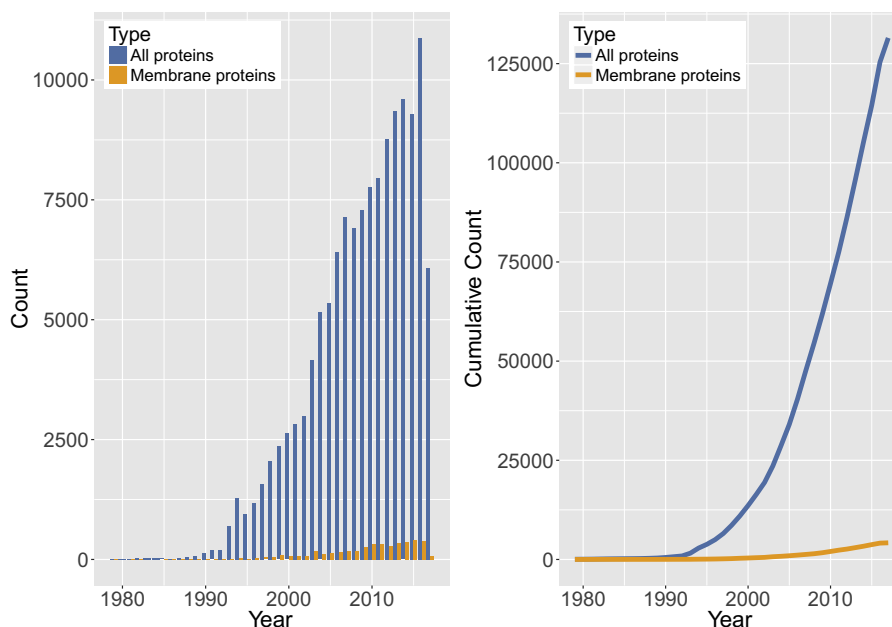 Type
All proteins
Membrane proteins
10000
7500
5000
2500
0
Count
1980
1990
2000
2010
Year
Type
All proteins
Membrane proteins
125000
100000
75000
50000
25000
0
Cumulative Count
1980
1990
2000
2010
Year